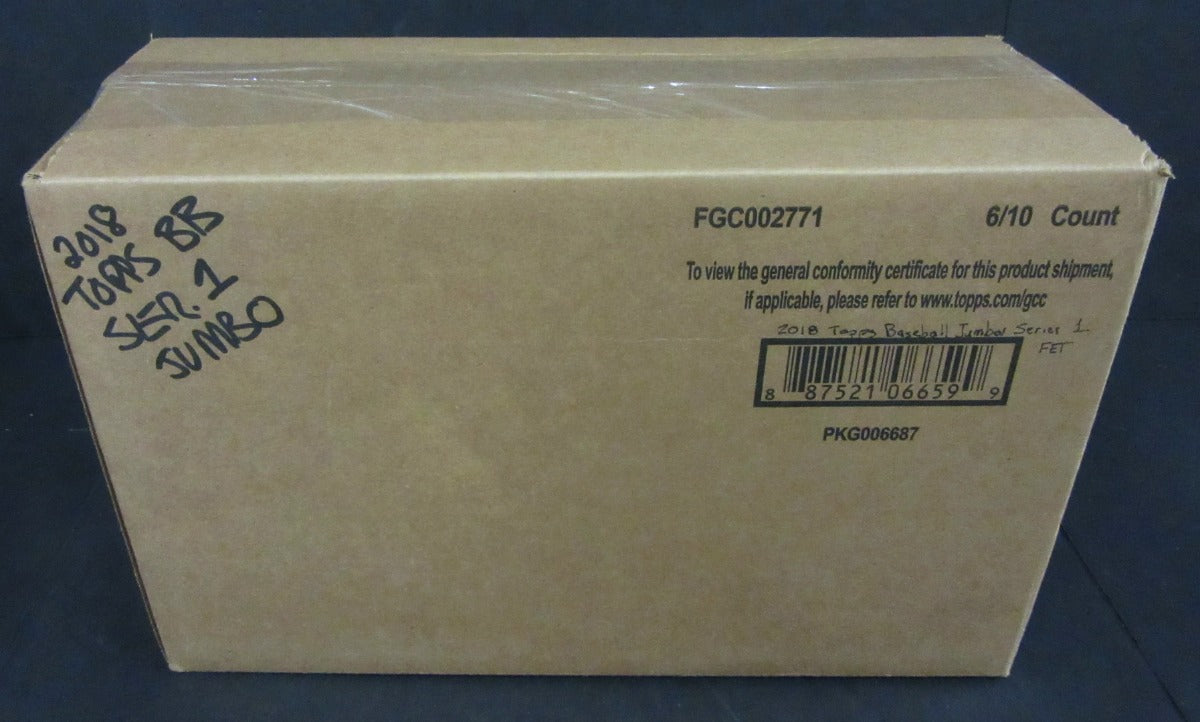 2018
TOPPS BB
SER. 1
JUMBO
FGC002771 6/10 Count
To view the general conformity certificate for this product shipment,
if applicable, please refer to www.topps.com/gcc
2018 Topps Baseball Jumbo Series 1
FET
8 87521 06659 9
PKG006687